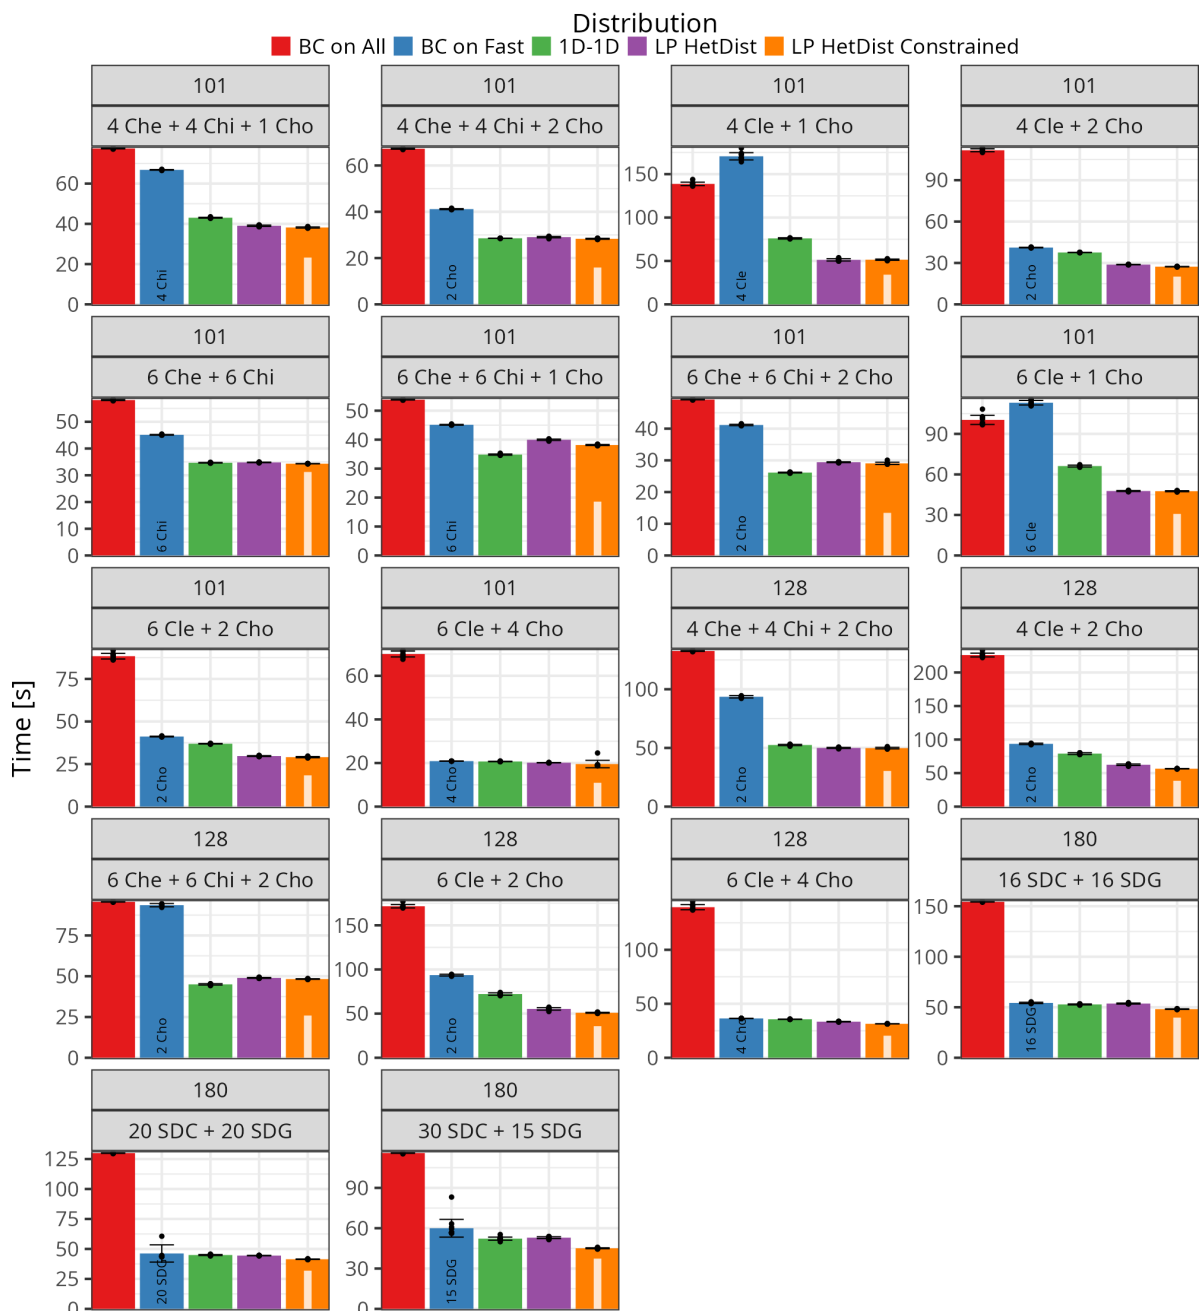 Distribution
BC on All BC on Fast 1D-1D LP HetDist LP HetDist Constrained
Time [s]
101
4 Che + 4 Chi + 1 Cho
60
40
20
0
4 Chi
101
4 Che + 4 Chi + 2 Cho
60
40
20
0
2 Cho
101
4 Cle + 1 Cho
150
100
50
0
4 Cle
101
4 Cle + 2 Cho
90
60
30
0
2 Cho
101
6 Che + 6 Chi
50
40
30
20
10
0
6 Chi
101
6 Che + 6 Chi + 1 Cho
50
40
30
20
10
0
6 Chi
101
6 Che + 6 Chi + 2 Cho
40
30
20
10
0
2 Cho
101
6 Cle + 1 Cho
90
60
30
0
6 Cle
101
6 Cle + 2 Cho
75
50
25
0
2 Cho
101
6 Cle + 4 Cho
60
40
20
0
4 Cho
128
4 Che + 4 Chi + 2 Cho
100
50
0
2 Cho
128
4 Cle + 2 Cho
200
150
100
50
0
2 Cho
128
6 Che + 6 Chi + 2 Cho
75
50
25
0
2 Cho
128
6 Cle + 2 Cho
150
100
50
0
2 Cho
128
6 Cle + 4 Cho
100
50
0
4 Cho
180
16 SDC + 16 SDG
150
100
50
0
16 SDG
180
20 SDC + 20 SDG
125
100
75
50
25
0
20 SDG
180
30 SDC + 15 SDG
90
60
30
0
15 SDG